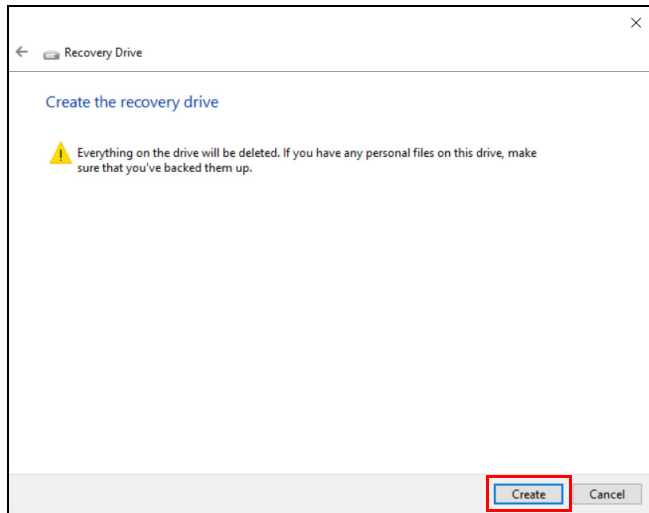 Recovery Drive
Create the recovery drive
Everything on the drive will be deleted. If you have any personal files on this drive, make
sure that you've backed them up.
Create Cancel